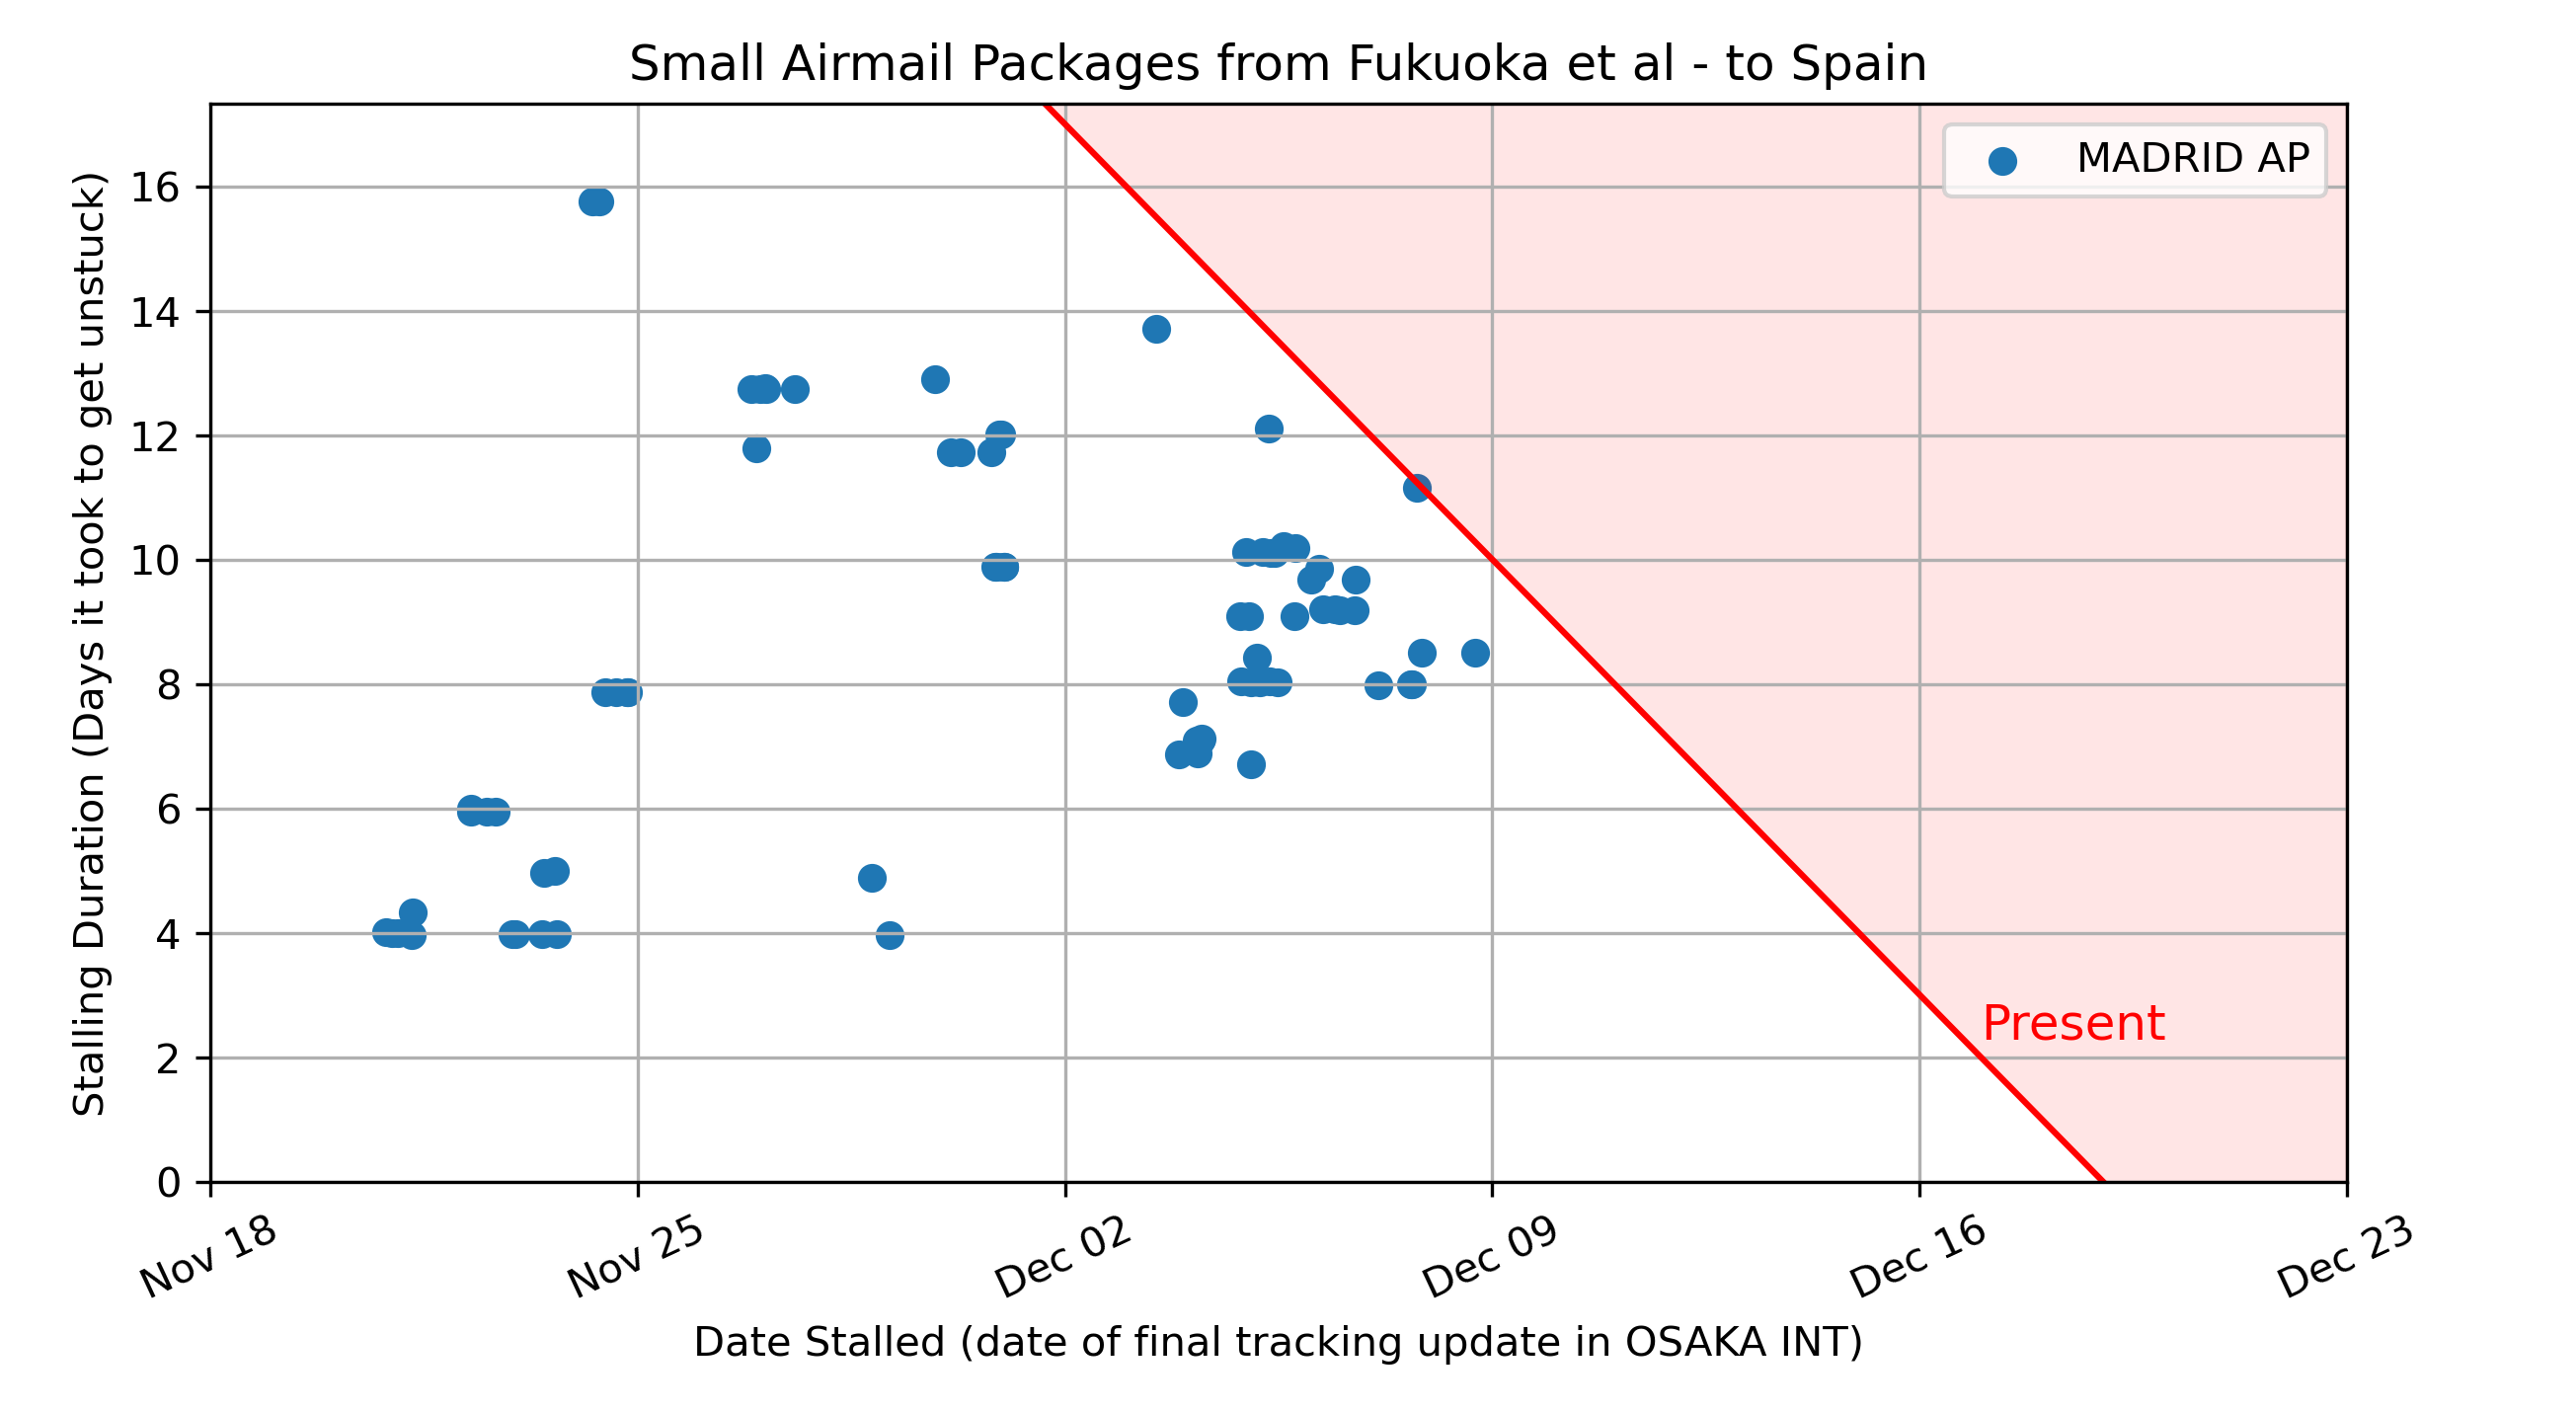 Small Airmail Packages from Fukuoka et al - to Spain
MADRID AP
Stalling Duration (Days it took to get unstuck)
16
14
12
10
8
6
4
2
0
Present
Nov 18
Nov 25
Dec 02
Dec 09
Dec 16
Dec 23
Date Stalled (date of final tracking update in OSAKA INT)